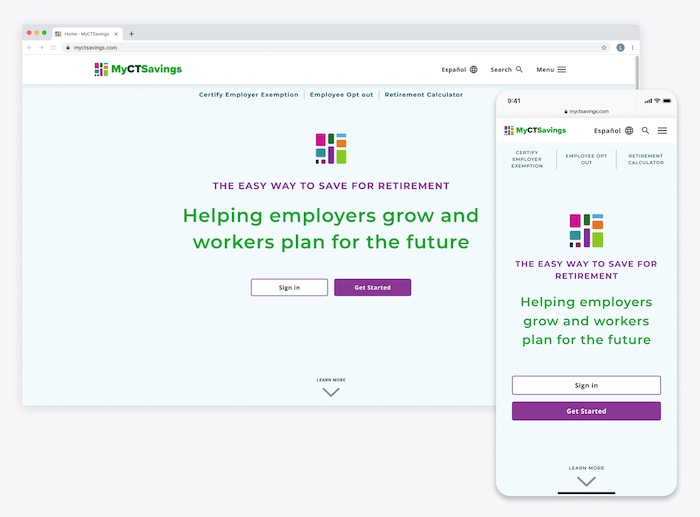 Home - MyCTSavings
myctsavings.com
L
MyCTSavings
Español
Search
Menu
Certify Employer Exemption
Employee Opt out
Retirement Calculator
THE EASY WAY TO SAVE FOR RETIREMENT
Helping employers grow and
workers plan for the future
Sign in
Get Started
LEARN MORE
9:41
myctsavings.com
MyCTSavings
Español
CERTIFY
EMPLOYER
EXEMPTION
EMPLOYEE OPT
OUT
RETIREMENT
CALCULATOR
THE EASY WAY TO SAVE FOR
RETIREMENT
Helping employers
grow and workers
plan for the future
Sign in
Get Started
LEARN MORE